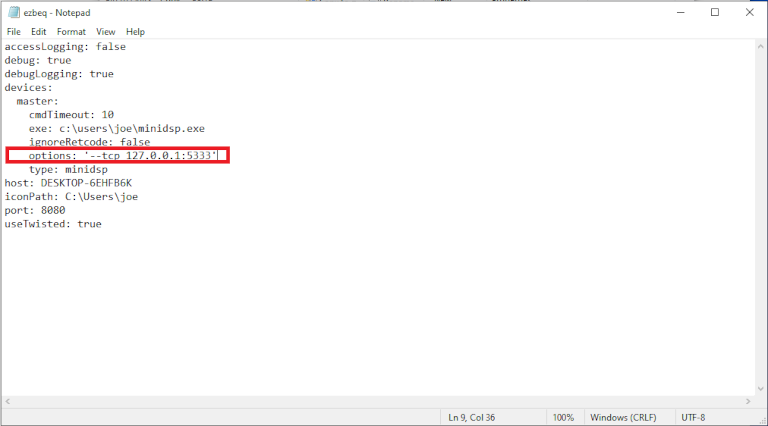 ezbeq - Notepad
File Edit Format View Help
accessLogging: false
debug: true
debugLogging: true
devices:
  master:
    cmdTimeout: 10
    exe: c:\users\joe\minidsp.exe
    ignoreRetcode: false
    options: '--tcp 127.0.0.1:5333'
    type: minidsp
host: DESKTOP-6EHFB6K
iconPath: C:\Users\joe
port: 8080
useTwisted: true
Ln 9, Col 36 100% Windows (CRLF) UTF-8